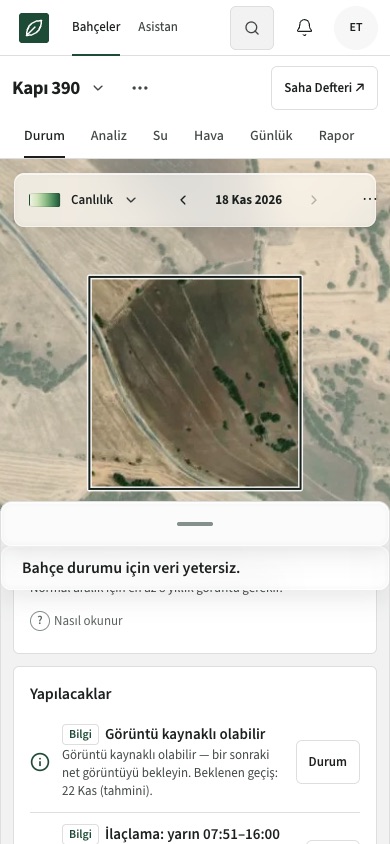 Bahçeler Asistan ET
Kapı 390 ... Saha Defteri ↗
Durum Analiz Su Hava Günlük Rapor
Canlılık 18 Kas 2026 ...
Bahçe durumu için veri yetersiz.
? Nasıl okunur
Yapılacaklar
Bilgi Görüntü kaynaklı olabilir
Görüntü kaynaklı olabilir — bir sonraki
net görüntüyü bekleyin. Beklenen geçiş:
22 Kas (tahmini).
Durum
Bilgi İlaçlama: yarın 07:51–16:00